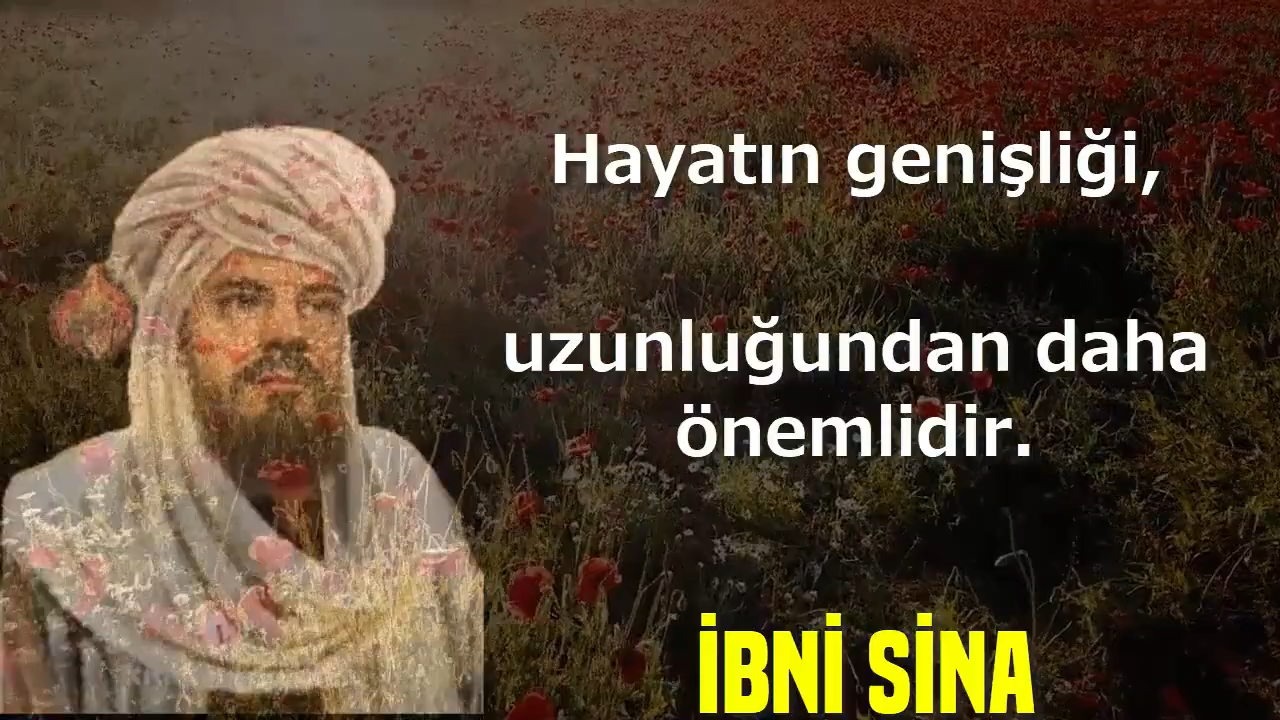 Hayatın genişliği,
uzunluğundan daha
önemlidir.
İBNİ SİNA